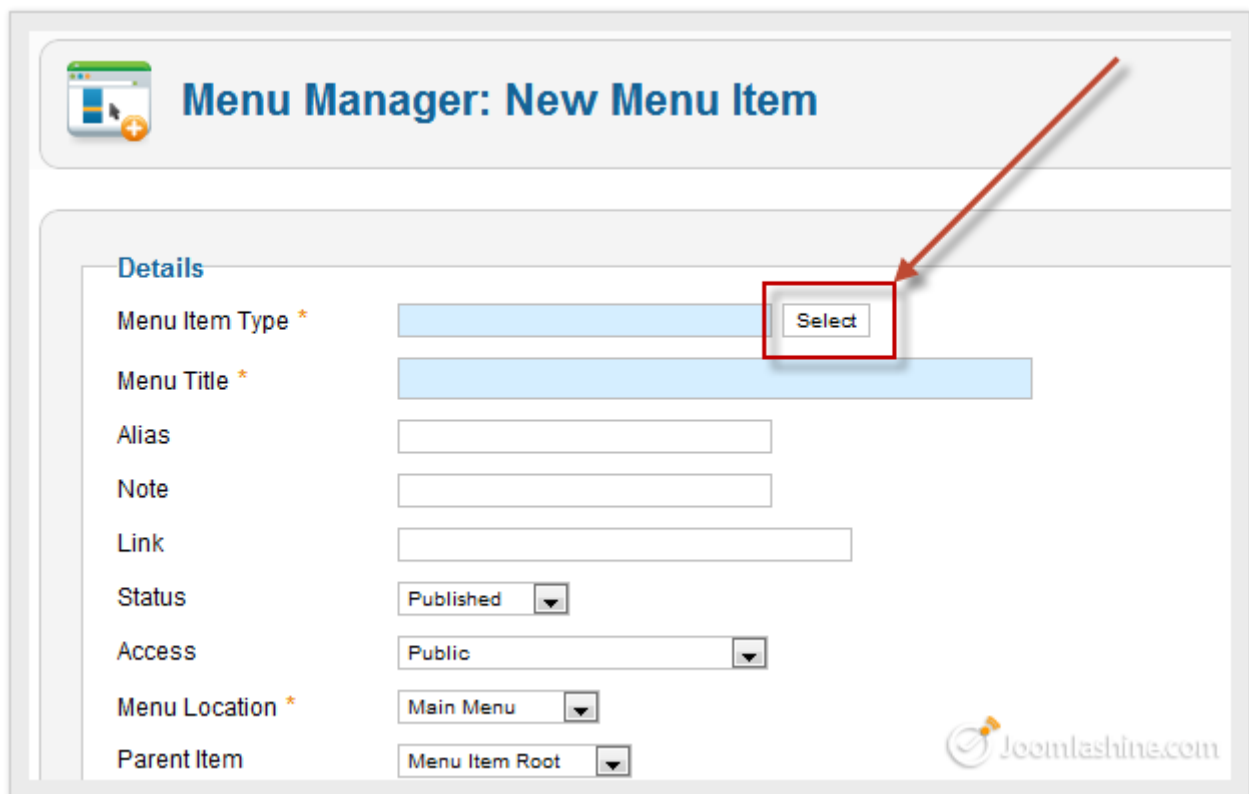 Menu Manager: New Menu Item
Details
Menu Item Type * Select
Menu Title *
Alias
Note
Link
Status Published
Access Public
Menu Location * Main Menu
Parent Item Menu Item Root
Joomlashine.com